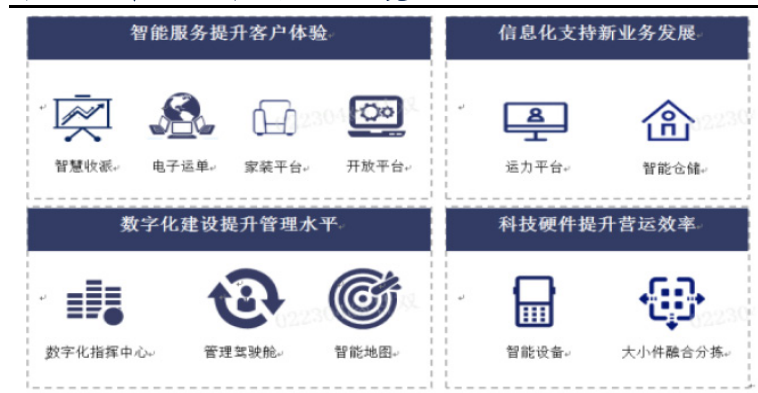 智能服务提升客户体验
信息化支持新业务发展
智慧收派
电子运单
家装平台
开放平台
运力平台
智能仓储
数字化建设提升管理水平
科技硬件提升营运效率
数字化指挥中心
管理驾驶舱
智能地图
智能设备
大小件融合分拣